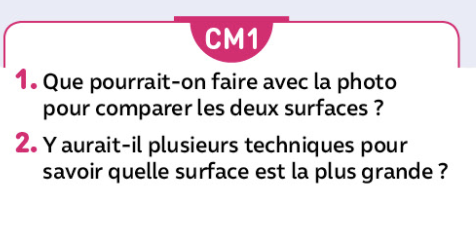 CM1
1. Que pourrait-on faire avec la photo
pour comparer les deux surfaces ?
2. Y aurait-il plusieurs techniques pour
savoir quelle surface est la plus grande ?